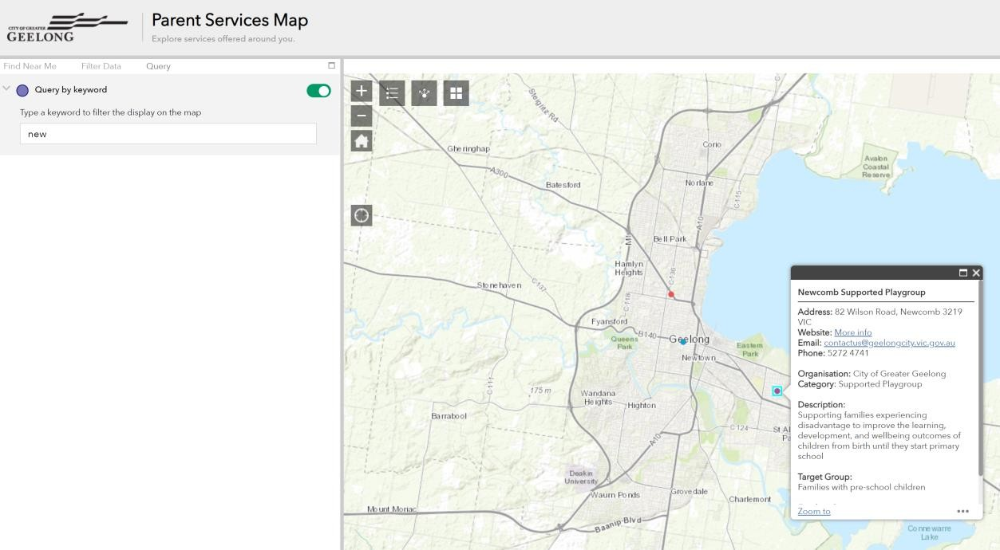 CITY OF GREATER
GEELONG
Parent Services Map
Explore services offered around you.
Find Near Me
Filter Data
Query
Query by keyword
Type a keyword to filter the display on the map
new
Steiglitz Rd
C
Corio
Gheringhap
A300
Avalon
Coastal
Reserve
Batesford
Norlane
C-115
A10
M1
Bell Park
Hamlyn
Heights
C-136
Stonehaven
C137
C-118
Fyansford
B140
Queens
Park
Geelong
Eastern
Park
Newtown
C111
175 m
Wandana
Heights
Highton
Barrabool
A10
C124
St Al
Pa
Deakin
University
Waurn Ponds
Grovedale
Charlemont
Mount Moriac
Baanip-Blvd
Connewarre
Lake
Newcomb Supported Playgroup
Address: 82 Wilson Road, Newcomb 3219
VIC
Website: More info
Email: contactus@geelongcity.vic.gov.au
Phone: 5272 4741
Organisation: City of Greater Geelong
Category: Supported Playgroup
Description:
Supporting families experiencing
disadvantage to improve the learning,
development, and wellbeing outcomes of
children from birth until they start primary
school
Target Group:
Families with pre-school children
Zoom to